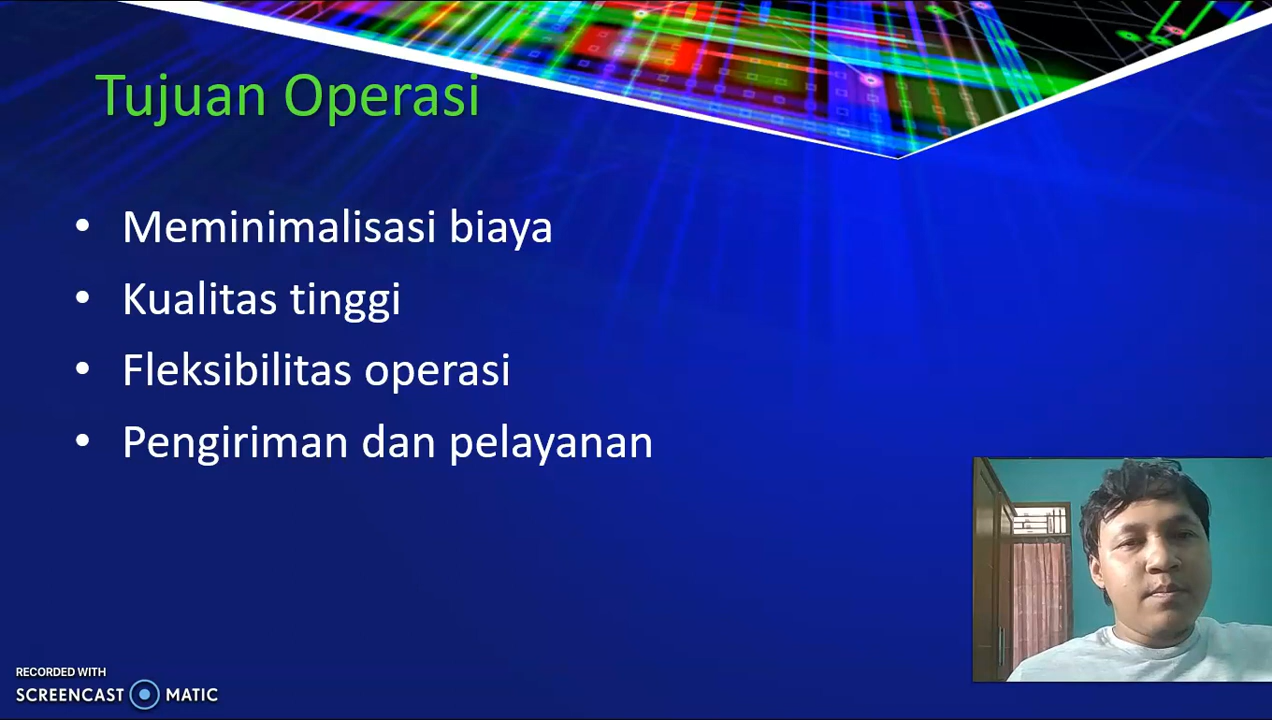 Tujuan Operasi
• Meminimalisasi biaya
• Kualitas tinggi
• Fleksibilitas operasi
• Pengiriman dan pelayanan
RECORDED WITH
SCREENCAST MATIC